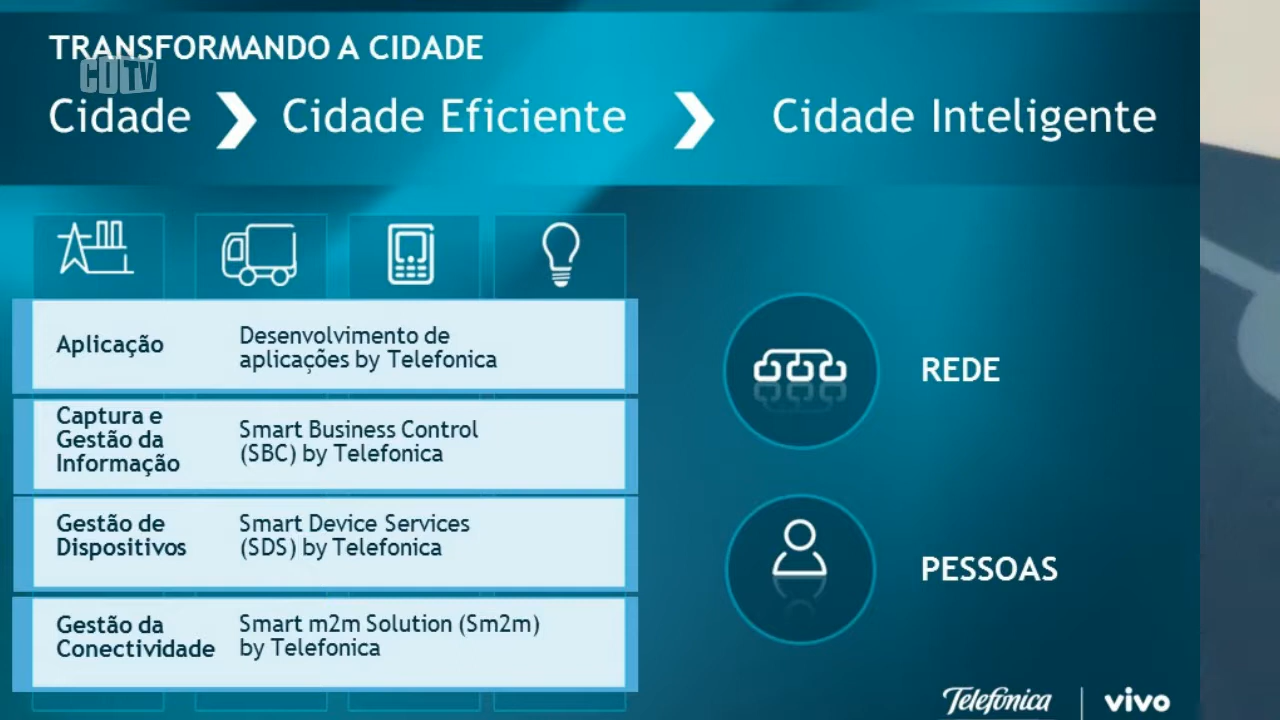 TRANSFORMANDO A CIDADE
CDTV
Cidade
Cidade Eficiente
Cidade Inteligente
Aplicação
Desenvolvimento de
aplicações by Telefonica
Captura e
Gestão da
Informação
Smart Business Control
(SBC) by Telefonica
Gestão de
Dispositivos
Smart Device Services
(SDS) by Telefonica
Gestão da
Conectividade
Smart m2m Solution (Sm2m)
by Telefonica
REDE
PESSOAS
Telefónica
vivo